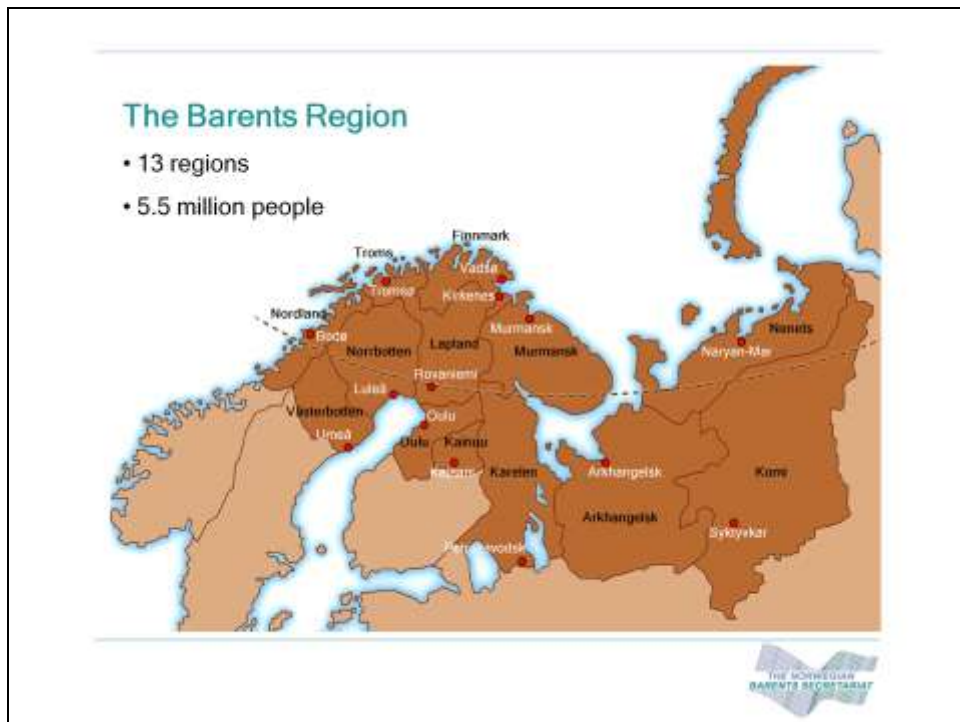 The Barents Region
• 13 regions
• 5.5 million people
Finnmark
Troms
Vadsø
Tromsø
Kirkenes
Nordland
Murmansk
Bodø
Nenets
Norrbotten
Lapland
Murmansk
Naryan-Mar
Rovaniemi
Luleå
Västerbotten
Oulu
Umeå
Oulu
Kainuu
Karelen
Arkhangelsk
Komi
Arkhangelsk
Syktyvkar
THE NORWEGIAN
BARENTS SECRETARIAT